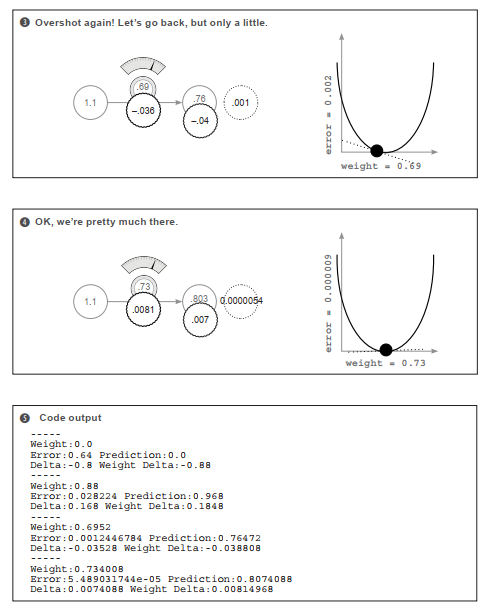 3 Overshot again! Let's go back, but only a little.
1.1
.69
-.036
.76
-.04
.001
error = 0.002
weight = 0.69
4 OK, we're pretty much there.
1.1
.73
.0081
.803
.007
0.0000054
error = 0.000009
weight = 0.73
5 Code output
-----
Weight:0.0
Error:0.64 Prediction:0.0
Delta:-0.8 Weight Delta:-0.88
-----
Weight:0.88
Error:0.028224 Prediction:0.968
Delta:0.168 Weight Delta:0.1848
-----
Weight:0.6952
Error:0.0012446784 Prediction:0.76472
Delta:-0.03528 Weight Delta:-0.038808
-----
Weight:0.734008
Error:5.489031744e-05 Prediction:0.8074088
Delta:0.0074088 Weight Delta:0.00814968